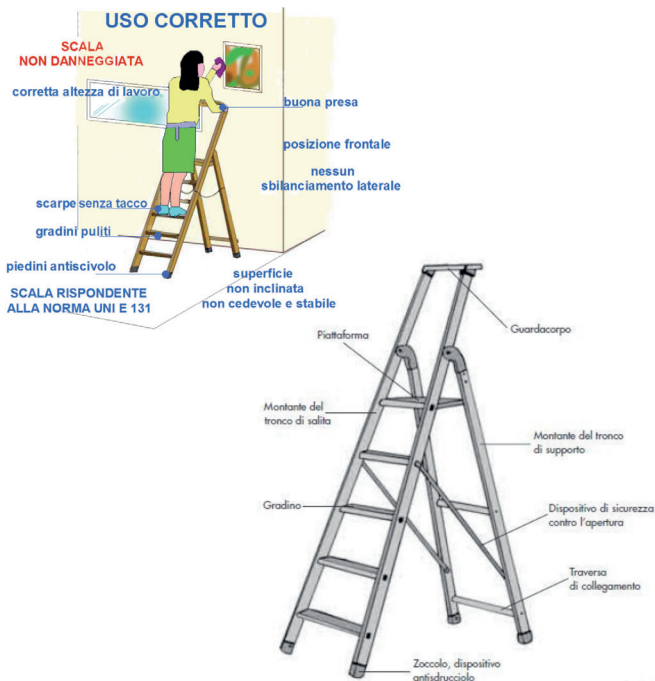 USO CORRETTO
SCALA
NON DANNEGGIATA
corretta altezza di lavoro
buona presa
posizione frontale
nessun
sbilanciamento laterale
scarpe senza tacco
gradini puliti
piedini antiscivolo
superficie
non inclinata
non cedevole e stabile
SCALA RISPONDENTE
ALLA NORMA UNI E 131
Guardacorpo
Piattaforma
Montante del
tronco di salita
Montante del tronco
di supporto
Gradino
Dispositivo di sicurezza
contro l'apertura
Traversa
di collegamento
Zoccolo, dispositivo
antisdrucciolo